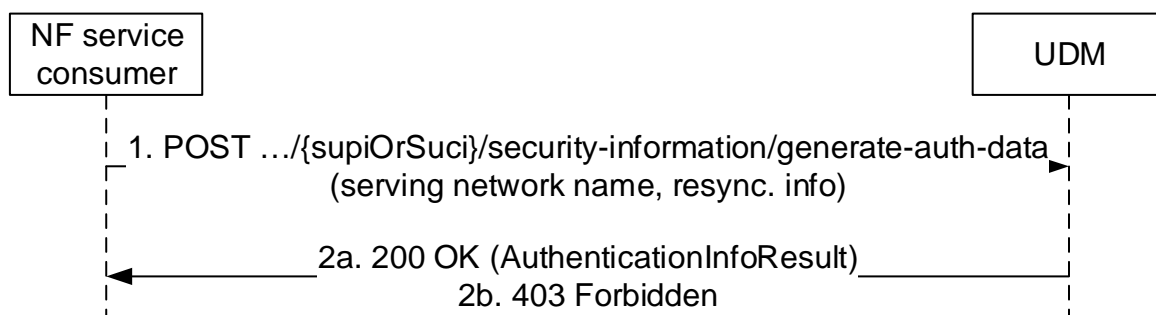 NF service
consumer
UDM
1. POST …/{supiOrSuci}/security-information/generate-auth-data
(serving network name, resync. info)
2a. 200 OK (AuthenticationInfoResult)
2b. 403 Forbidden